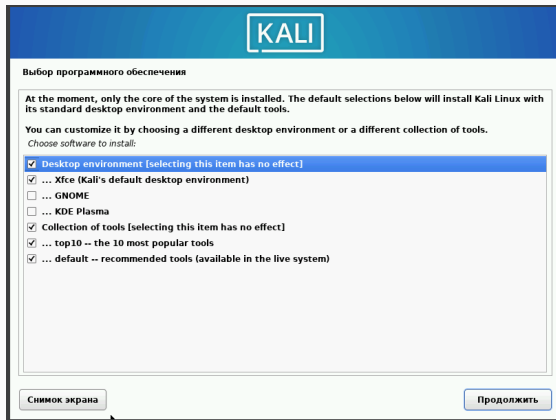 KALI
Выбор программного обеспечения
At the moment, only the core of the system is installed. The default selections below will install Kali Linux with
its standard desktop environment and the default tools.
You can customize it by choosing a different desktop environment or a different collection of tools.
Choose software to install:
Desktop environment [selecting this item has no effect]
... Xfce (Kali's default desktop environment)
... GNOME
... KDE Plasma
Collection of tools [selecting this item has no effect]
... top10 -- the 10 most popular tools
... default -- recommended tools (available in the live system)
Снимок экрана
Продолжить